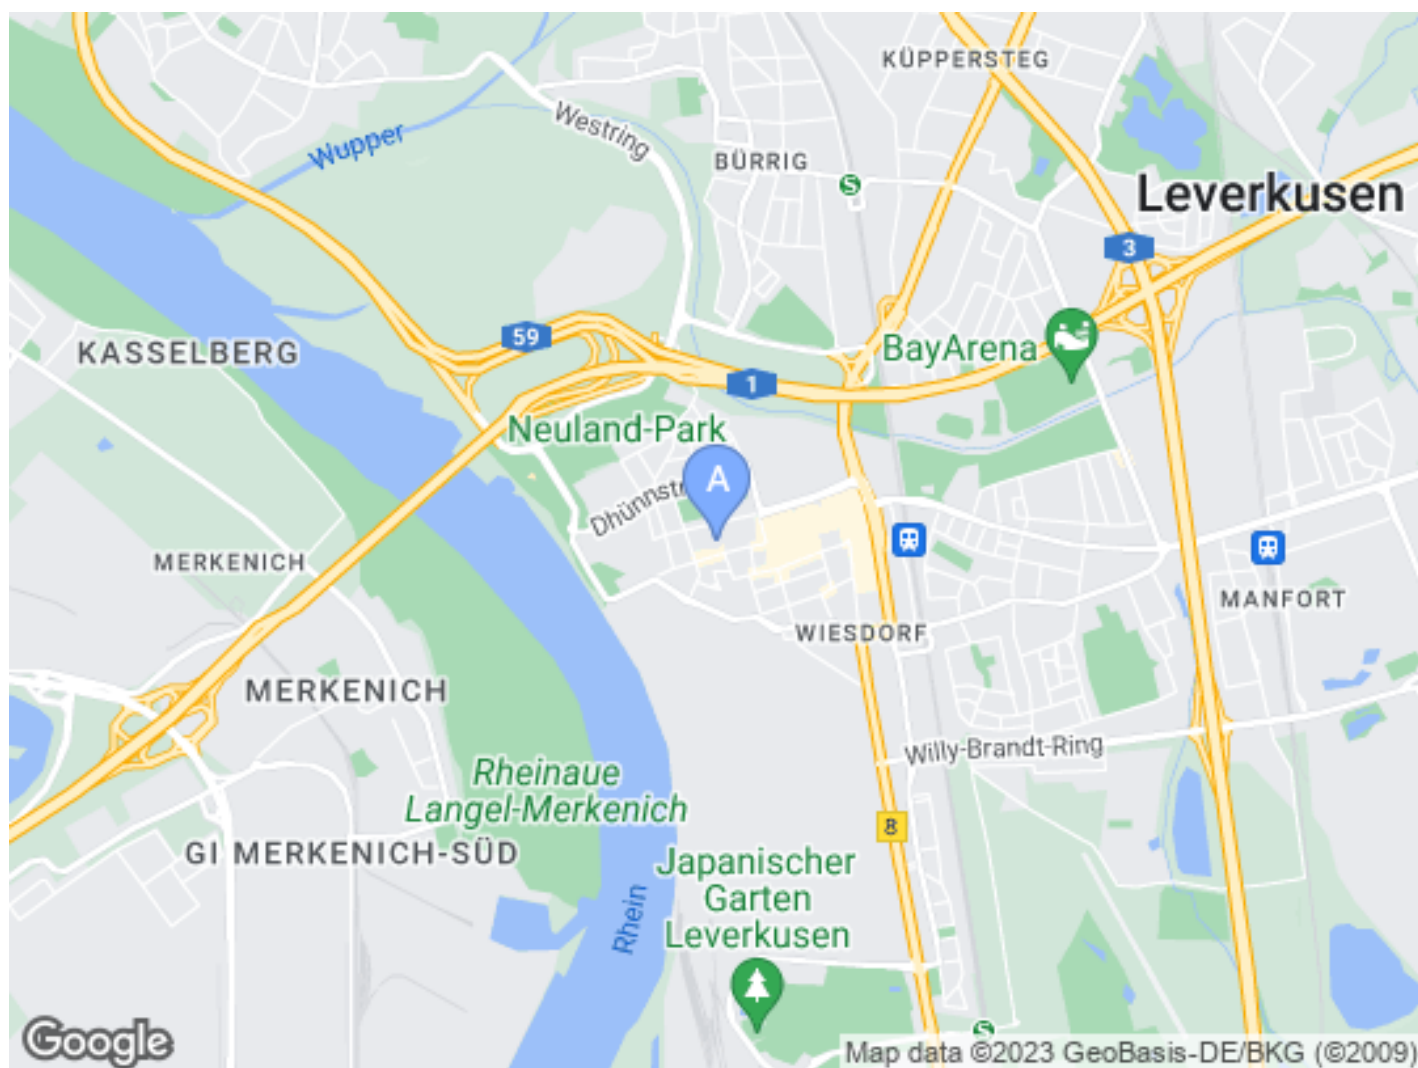 KÜPPERSTEG
Westring
Wupper
BÜRRIG
S
Leverkusen
3
59
KASSELBERG
BayArena
1
Neuland-Park
A
Dhünnstr
MERKENICH
MANFORT
WIESDORF
MERKENICH
Willy-Brandt-Ring
Rheinaue
Langel-Merkenich
8
GI MERKENICH-SÜD
Japanischer
Garten
Leverkusen
Rhein
S
Google
Map data ©2023 GeoBasis-DE/BKG (©2009)